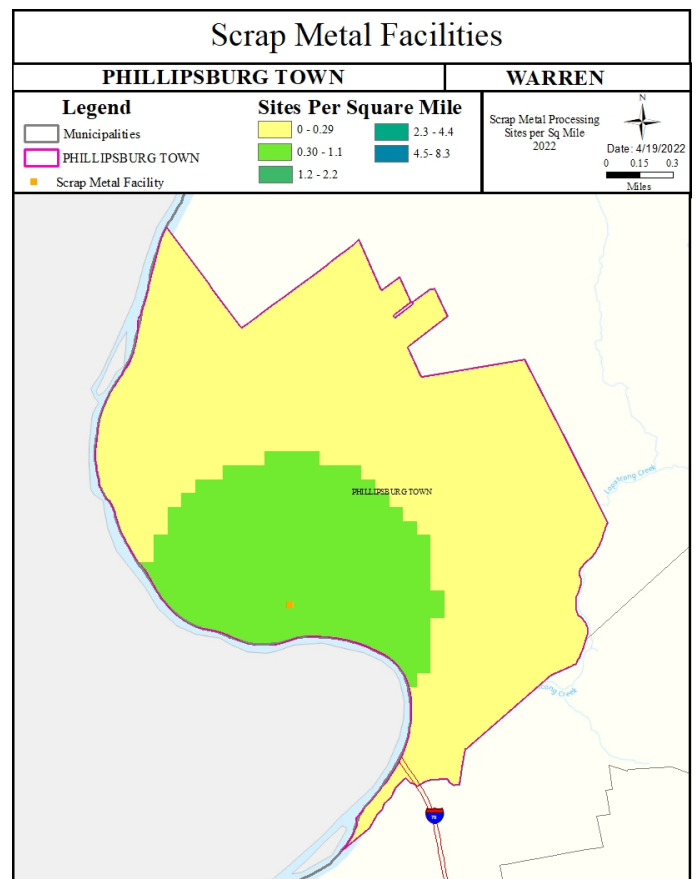 Scrap Metal Facilities
PHILLIPSBURG TOWN
WARREN
Legend
Municipalities
PHILLIPSBURG TOWN
Scrap Metal Facility
Sites Per Square Mile
0 - 0.29
0.30 - 1.1
1.2 - 2.2
2.3 - 4.4
4.5- 8.3
Scrap Metal Processing
Sites per Sq Mile
2022
N
Date: 4/19/2022
0 0.15 0.3
Miles
PHILLIPSBURG TOWN
Lopatcong Creek
ong Creek
78